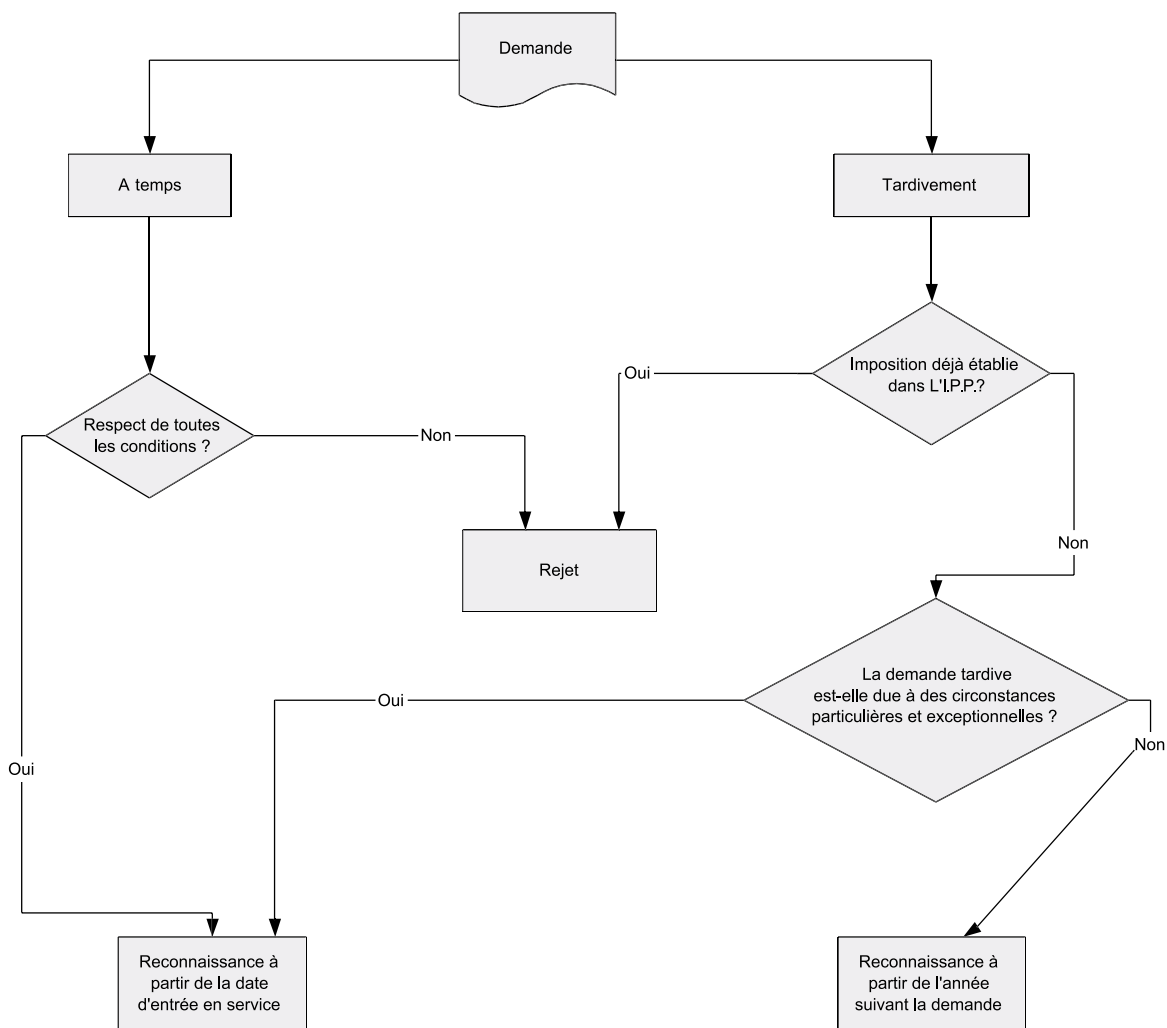 Demande
A temps
Tardivement
Imposition déjà établie
dans L'I.P.P.?
Oui
Respect de toutes
les conditions ?
Non
Non
Rejet
La demande tardive
est-elle due à des circonstances
particulières et exceptionnelles ?
Oui
Non
Oui
Reconnaissance à
partir de la date
d'entrée en service
Reconnaissance à
partir de l'année
suivant la demande